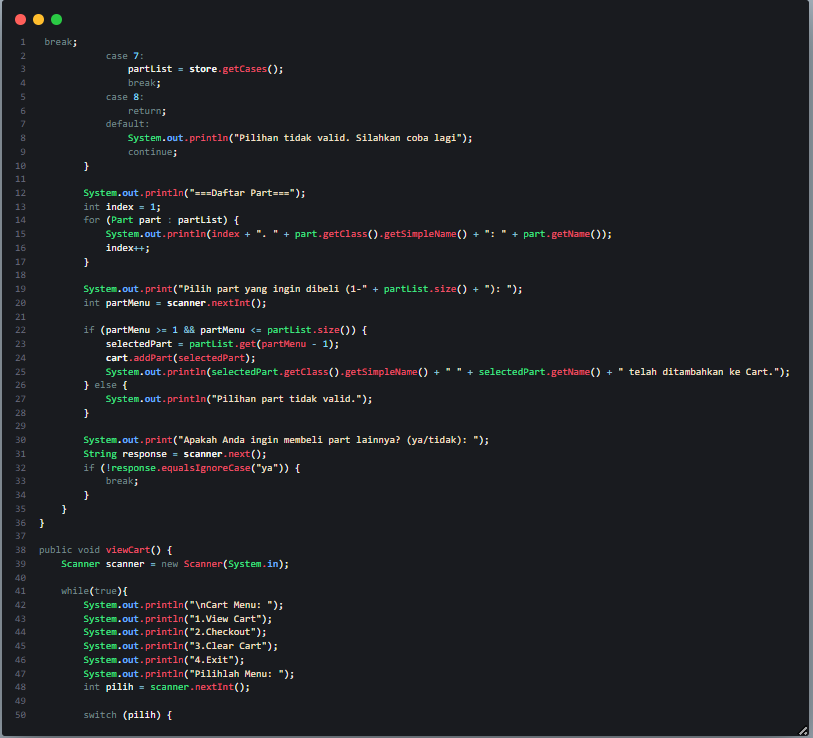 1 break;
2 case 7:
3 partList = store.getCases();
4 break;
5 case 8:
6 return;
7 default:
8 System.out.println("Pilihan tidak valid. Silahkan coba lagi");
9 continue;
10 }
11
12 System.out.println("===Daftar Part===");
13 int index = 1;
14 for (Part part : partList) {
15 System.out.println(index + ". " + part.getClass().getSimpleName() + ": " + part.getName());
16 index++;
17 }
18
19 System.out.print("Pilih part yang ingin dibeli (1-" + partList.size() + "): ");
20 int partMenu = scanner.nextInt();
21
22 if (partMenu >= 1 && partMenu <= partList.size()) {
23 selectedPart = partList.get(partMenu - 1);
24 cart.addPart(selectedPart);
25 System.out.println(selectedPart.getClass().getSimpleName() + " " + selectedPart.getName() + " telah ditambahkan ke Cart.");
26 } else {
27 System.out.println("Pilihan part tidak valid.");
28 }
29
30 System.out.print("Apakah Anda ingin membeli part lainnya? (ya/tidak): ");
31 String response = scanner.next();
32 if (!response.equalsIgnoreCase("ya")) {
33 break;
34 }
35 }
36 }
37
38 public void viewCart() {
39 Scanner scanner = new Scanner(System.in);
40
41 while(true){
42 System.out.println("\nCart Menu: ");
43 System.out.println("1.View Cart");
44 System.out.println("2.Checkout");
45 System.out.println("3.Clear Cart");
46 System.out.println("4.Exit");
47 System.out.println("Pilihlah Menu: ");
48 int pilih = scanner.nextInt();
49
50 switch (pilih) {